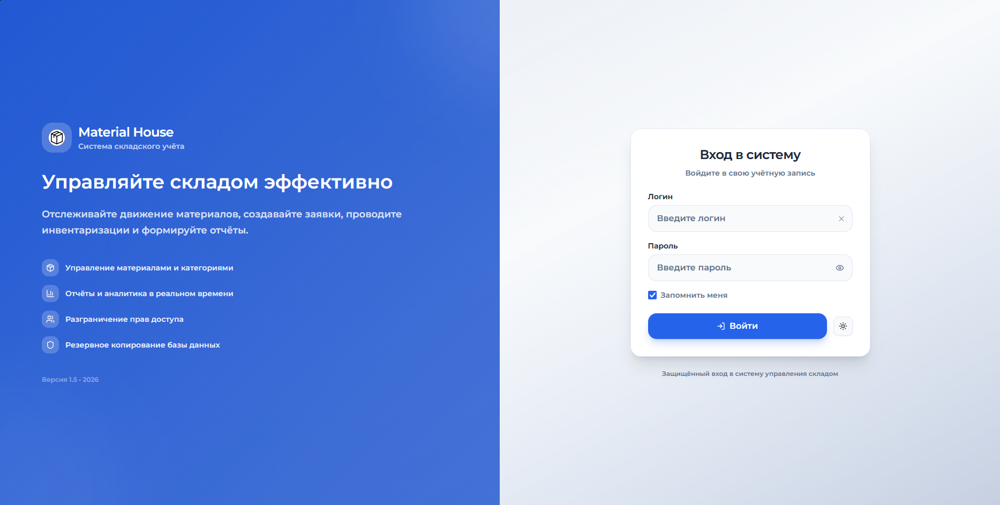 Material House
Система складского учёта
Управляйте складом эффективно
Отслеживайте движение материалов, создавайте заявки, проводите
инвентаризации и формируйте отчёты.
Управление материалами и категориями
Отчёты и аналитика в реальном времени
Разграничение прав доступа
Резервное копирование базы данных
Версия 1.5 • 2026
Вход в систему
Войдите в свою учётную запись
Логин
Введите логин
Пароль
Введите пароль
Запомнить меня
Войти
Защищённый вход в систему управления складом